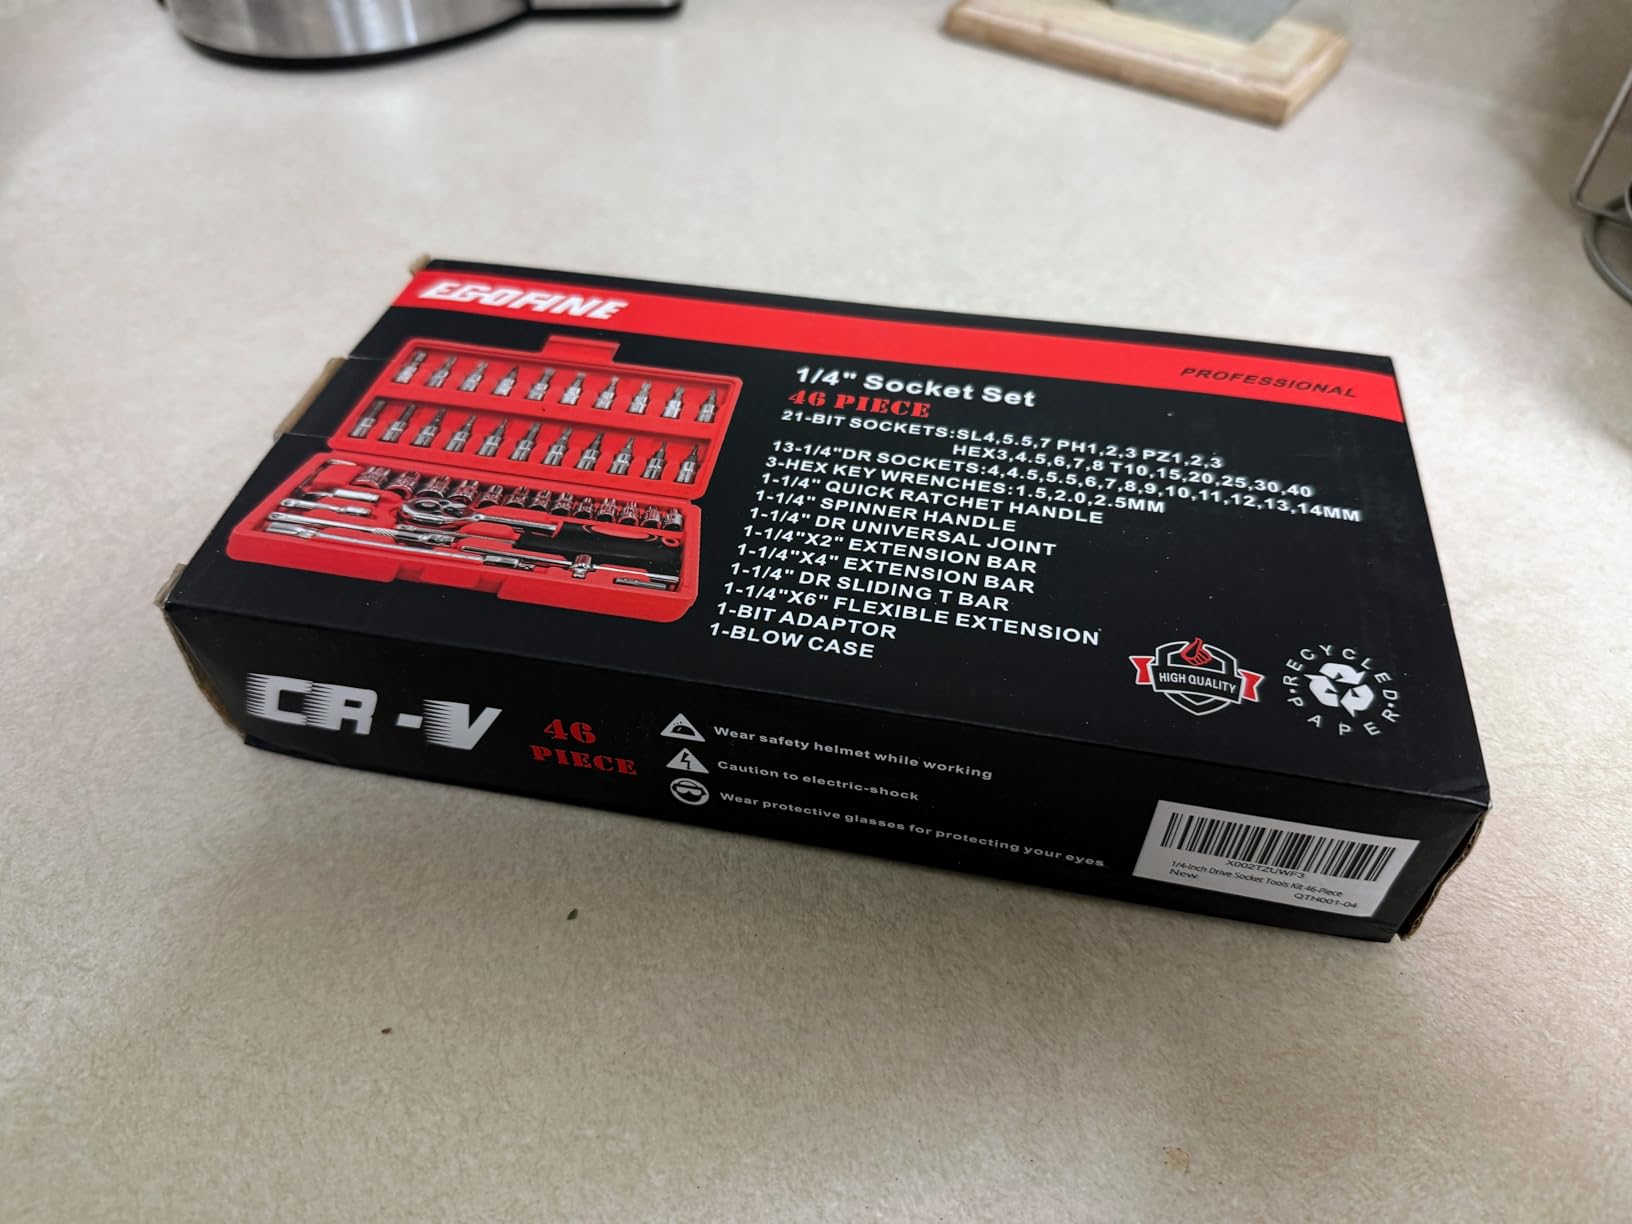 EGOFINE
PROFESSIONAL
1/4" Socket Set
46 PIECE
21-BIT SOCKETS:SL4,5.5,7 PH1,2,3 PZ1,2,3
HEX3,4,5,6,7,8 T10,15,20,25,30,40
13-1/4"DR SOCKETS:4,4.5,5,5.5,6,7,8,9,10,11,12,13,14MM
3-HEX KEY WRENCHES:1.5,2.0,2.5MM
1-1/4" QUICK RATCHET HANDLE
1-1/4" SPINNER HANDLE
1-1/4" DR UNIVERSAL JOINT
1-1/4"X2" EXTENSION BAR
1-1/4"X4" EXTENSION BAR
1-1/4" DR SLIDING T BAR
1-1/4"X6" FLEXIBLE EXTENSION
1-BIT ADAPTOR
1-BLOW CASE
HIGH QUALITY
RECYCLED PAPER
CR-V
46
PIECE
Wear safety helmet while working
Caution to electric-shock
Wear protective glasses for protecting your eyes
X002TZUWF3
1/4-Inch Drive Socket Tools Kit 46-Piece
New
QTH001-04